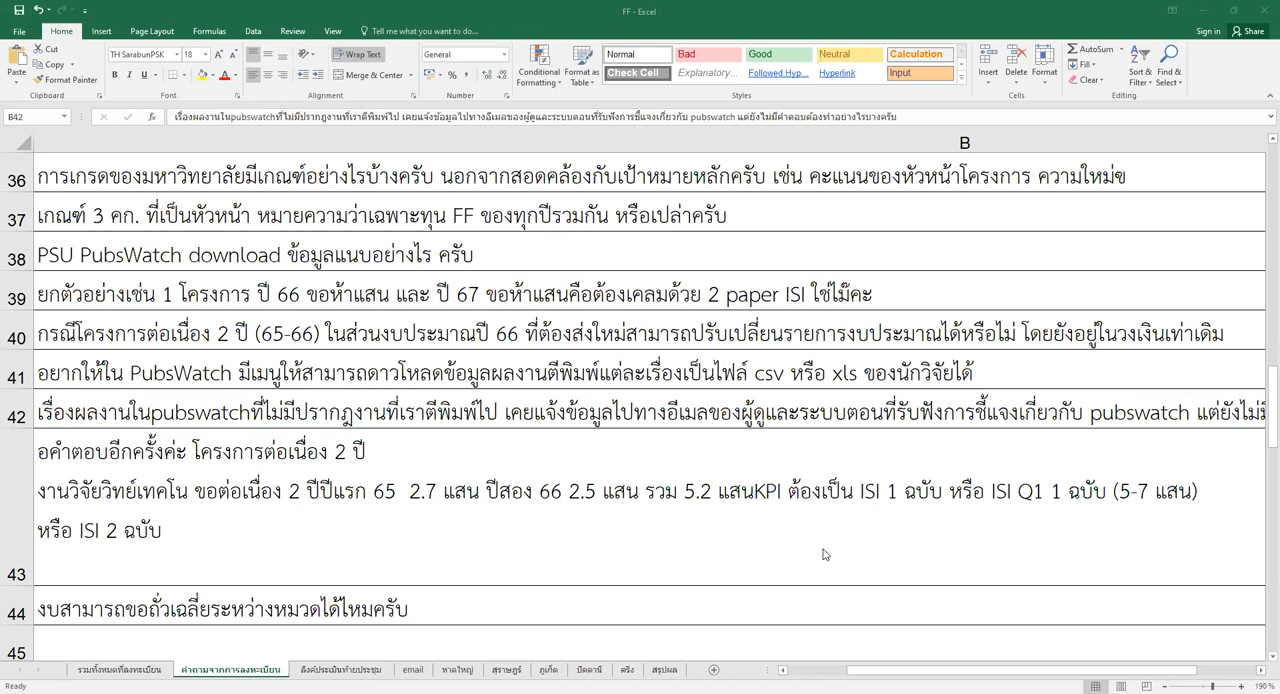 FF - Excel
File Home Insert Page Layout Formulas Data Review View Tell me what you want to do... Sign in Share
Cut TH SarabunPSK 18 Wrap Text General Normal Bad Good Neutral Calculation AutoSum
Copy
Paste Conditional Format as Insert Delete Format Fill Sort & Find &
Format Painter B I U Merge & Center % Formatting Table Check Cell Explanatory... Followed Hyp... Hyperlink Input Clear Filter Select
Clipboard Font Alignment Number Styles Cells Editing
B42 fx เรื่องผลงานในpubswatchที่ไม่มีปรากฎงานที่เราตีพิมพ์ไป เคยแจ้งข้อมูลไปทางอีเมลของผู้ดูและระบบตอนที่รับฟังการชี้แจงเกี่ยวกับ pubswatch แต่ยังไม่มีคำตอบต้องทำอย่างไรบางครับ
B
36 การเกรดของมหาวิทยาลัยมีเกณฑ์อย่างไรบ้างครับ นอกจากสอดคล้องกับเป้าหมายหลักครับ เช่น คะแนนของหัวหน้าโครงการ ความใหม่ข
37 เกณฑ์ 3 คก. ที่เป็นหัวหน้า หมายความว่าเฉพาะทุน FF ของทุกปีรวมกัน หรือเปล่าครับ
38 PSU PubsWatch download ข้อมูลแนบอย่างไร ครับ
39 ยกตัวอย่างเช่น 1 โครงการ ปี 66 ขอห้าแสน และ ปี 67 ขอห้าแสนคือต้องเคลมด้วย 2 paper ISI ใช่ไม๊คะ
40 กรณีโครงการต่อเนื่อง 2 ปี (65-66) ในส่วนงบประมาณปี 66 ที่ต้องส่งใหม่สามารถปรับเปลี่ยนรายการงบประมาณได้หรือไม่ โดยยังอยู่ในวงเงินเท่าเดิม
41 อยากให้ใน PubsWatch มีเมนูให้สามารถดาวโหลดข้อมูลผลงานตีพิมพ์แต่ละเรื่องเป็นไฟล์ csv หรือ xls ของนักวิจัยได้
42 เรื่องผลงานในpubswatchที่ไม่มีปรากฎงานที่เราตีพิมพ์ไป เคยแจ้งข้อมูลไปทางอีเมลของผู้ดูและระบบตอนที่รับฟังการชี้แจงเกี่ยวกับ pubswatch แต่ยังไม่มี
อคำตอบอีกครั้งค่ะ โครงการต่อเนื่อง 2 ปี
งานวิจัยวิทย์เทคโน ขอต่อเนื่อง 2 ปีปีแรก 65 2.7 แสน ปีสอง 66 2.5 แสน รวม 5.2 แสนKPI ต้องเป็น ISI 1 ฉบับ หรือ ISI Q1 1 ฉบับ (5-7 แสน)
หรือ ISI 2 ฉบับ
43
44 งบสามารถขอถั่วเฉลี่ยระหว่างหมวดได้ไหมครับ
45
รวมทั้งหมดที่ลงทะเบียน คำถามจากการลงทะเบียน ลิงค์ประเมินท้ายประชุม email หาดใหญ่ สุราษฎร์ ภูเก็ต ปัตตานี ตรัง สรุปผล
Ready 190 %